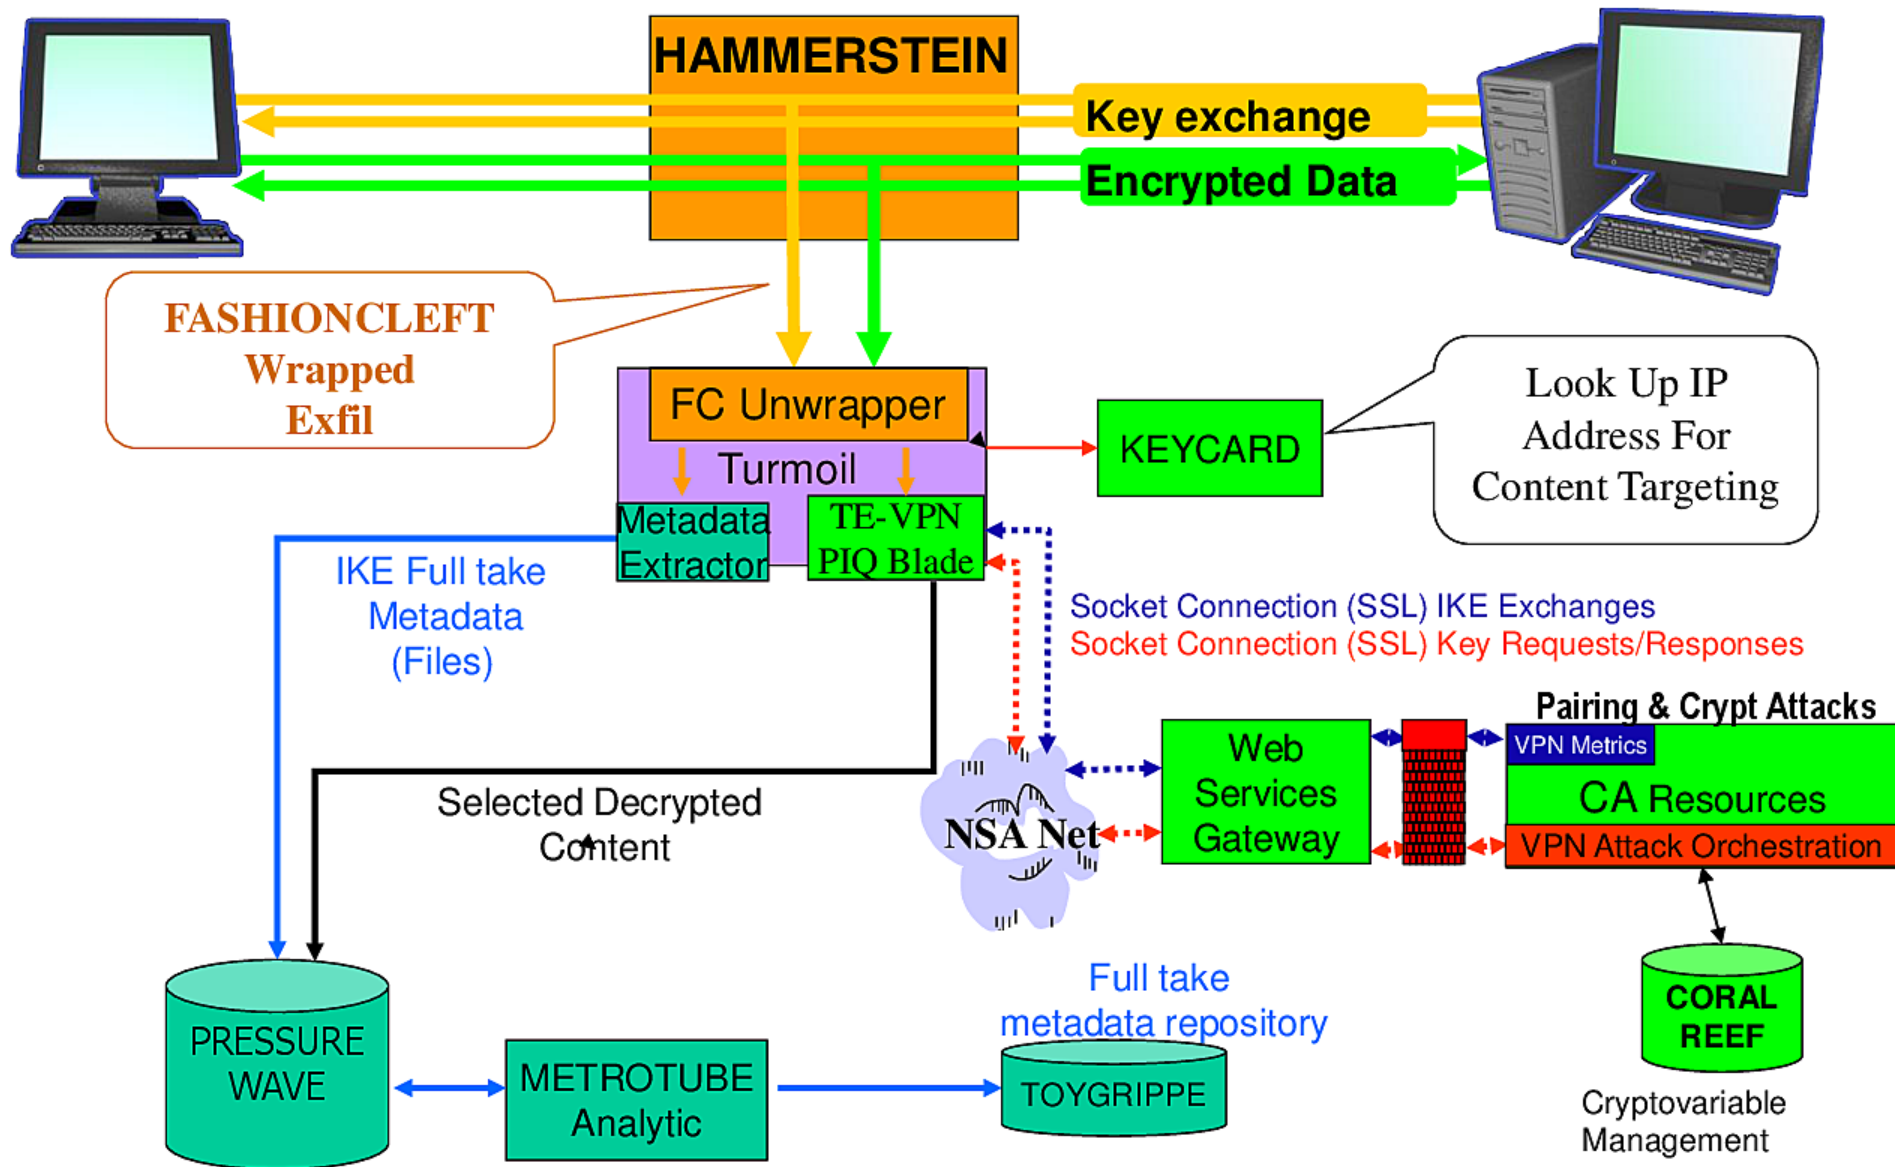 HAMMERSTEIN
Key exchange
Encrypted Data
FASHIONCLEFT
Wrapped
Exfil
FC Unwrapper
Turmoil
Metadata
Extractor
TE-VPN
PIQ Blade
KEYCARD
Look Up IP
Address For
Content Targeting
IKE Full take
Metadata
(Files)
Socket Connection (SSL) IKE Exchanges
Socket Connection (SSL) Key Requests/Responses
Selected Decrypted
Content
NSA Net
Web
Services
Gateway
Pairing & Crypt Attacks
VPN Metrics
CA Resources
VPN Attack Orchestration
CORAL
REEF
Cryptovariable
Management
PRESSURE
WAVE
METROTUBE
Analytic
Full take
metadata repository
TOYGRIPPE